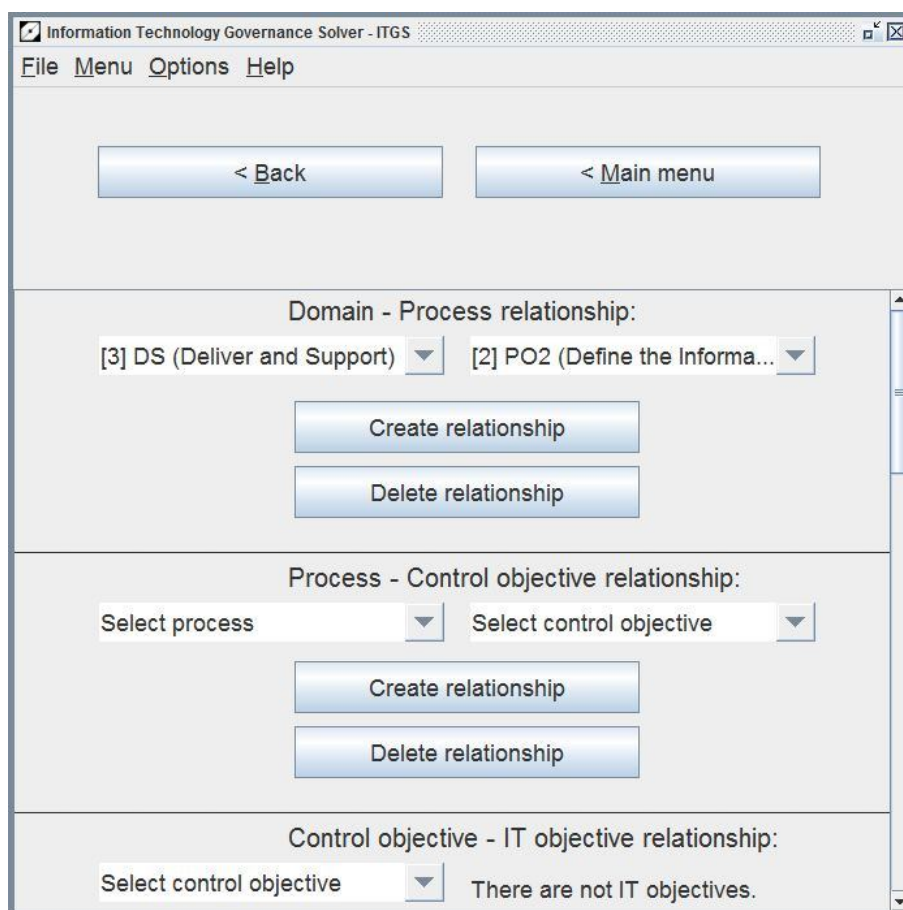 Information Technology Governance Solver - ITGS
File Menu Options Help
< Back < Main menu
Domain - Process relationship:
[3] DS (Deliver and Support) [2] PO2 (Define the Informa...
Create relationship
Delete relationship
Process - Control objective relationship:
Select process Select control objective
Create relationship
Delete relationship
Control objective - IT objective relationship:
Select control objective There are not IT objectives.